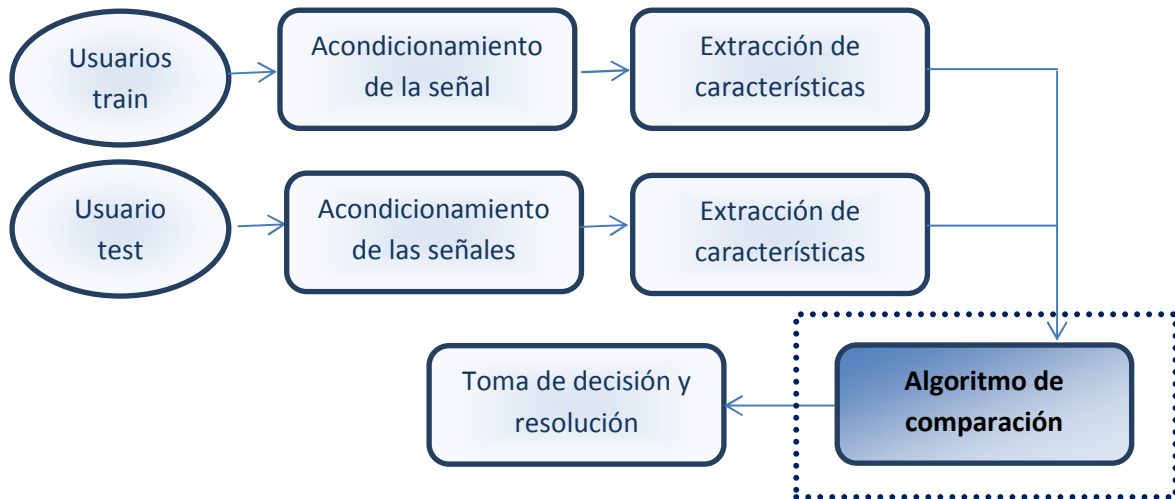 Usuarios
train
Acondicionamiento
de la señal
Extracción de
características
Usuario
test
Acondicionamiento
de las señales
Extracción de
características
Toma de decisión y
resolución
Algoritmo de
comparación